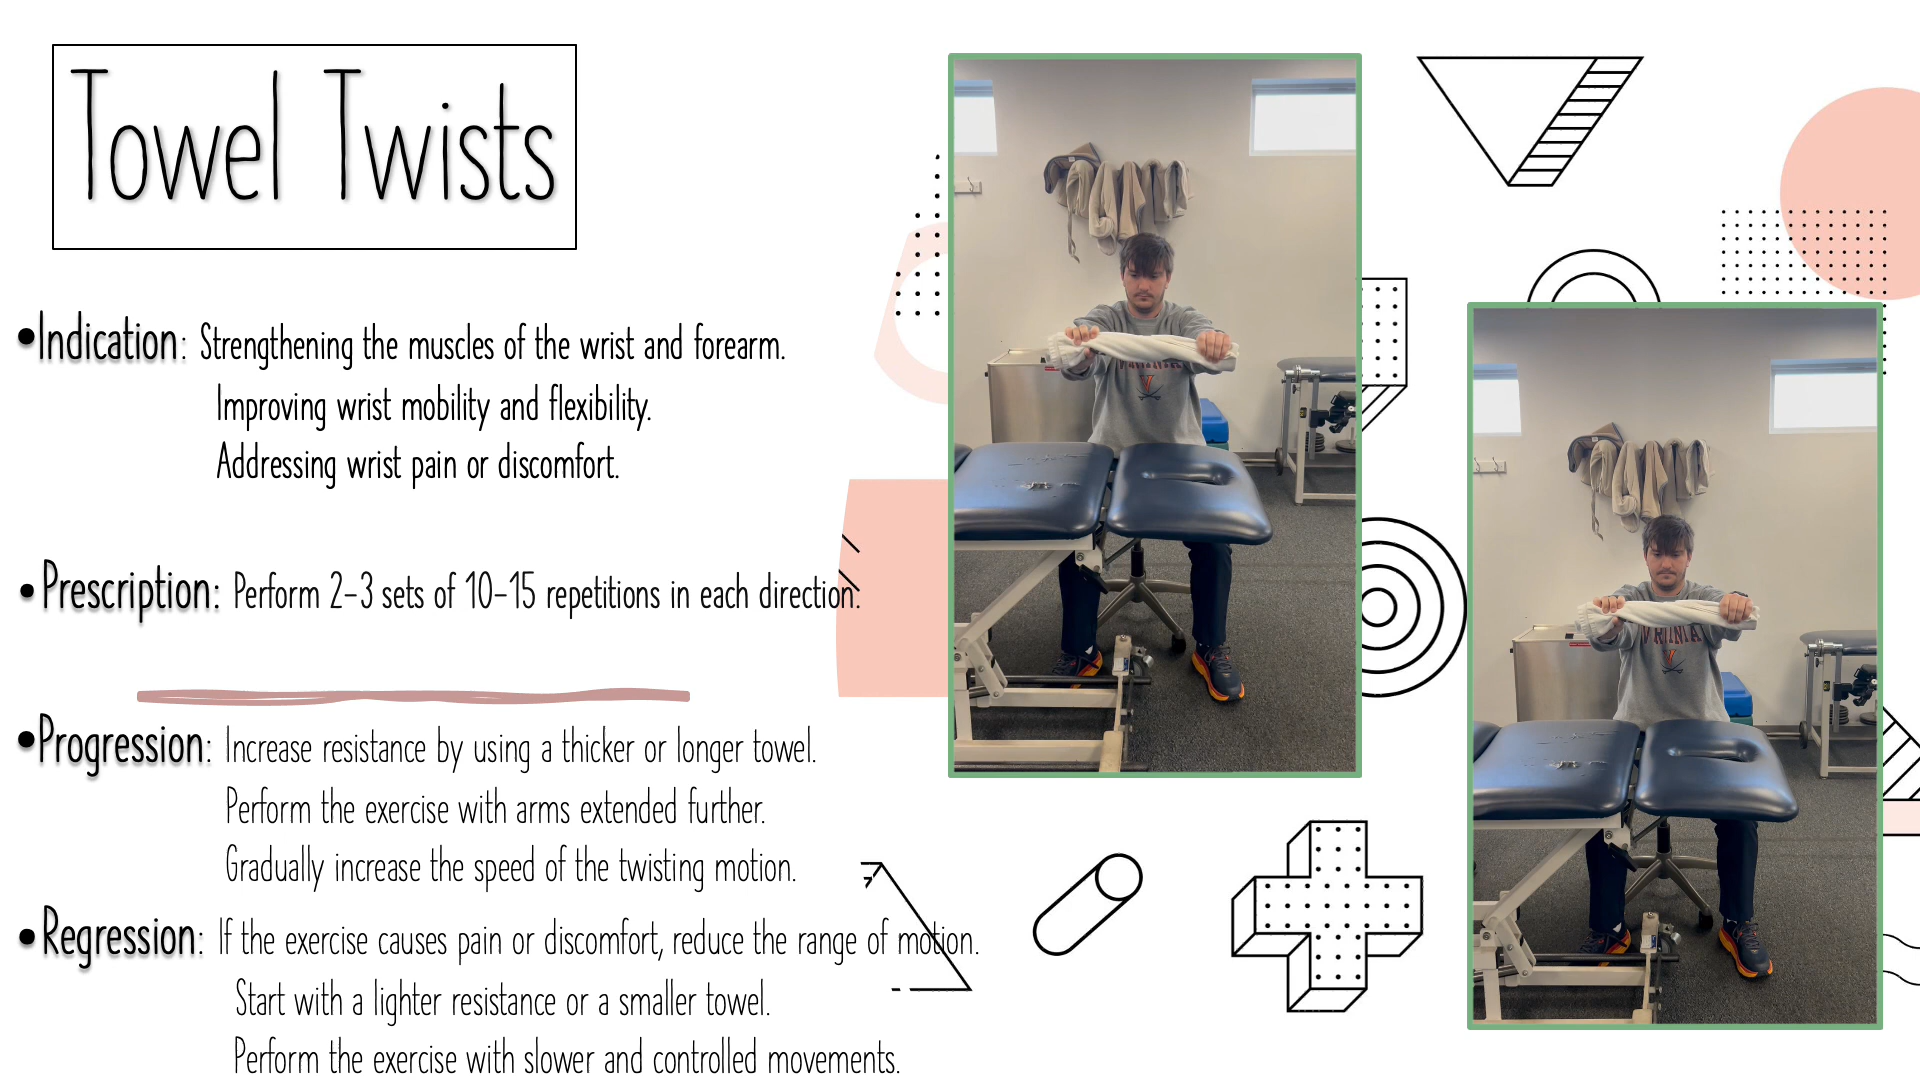 Towel Twists
•Indication: Strengthening the muscles of the wrist and forearm.
Improving wrist mobility and flexibility.
Addressing wrist pain or discomfort.
•Prescription: Perform 2-3 sets of 10-15 repetitions in each direction.
•Progression: Increase resistance by using a thicker or longer towel.
Perform the exercise with arms extended further.
Gradually increase the speed of the twisting motion.
•Regression: If the exercise causes pain or discomfort, reduce the range of motion.
Start with a lighter resistance or a smaller towel.
Perform the exercise with slower and controlled movements.